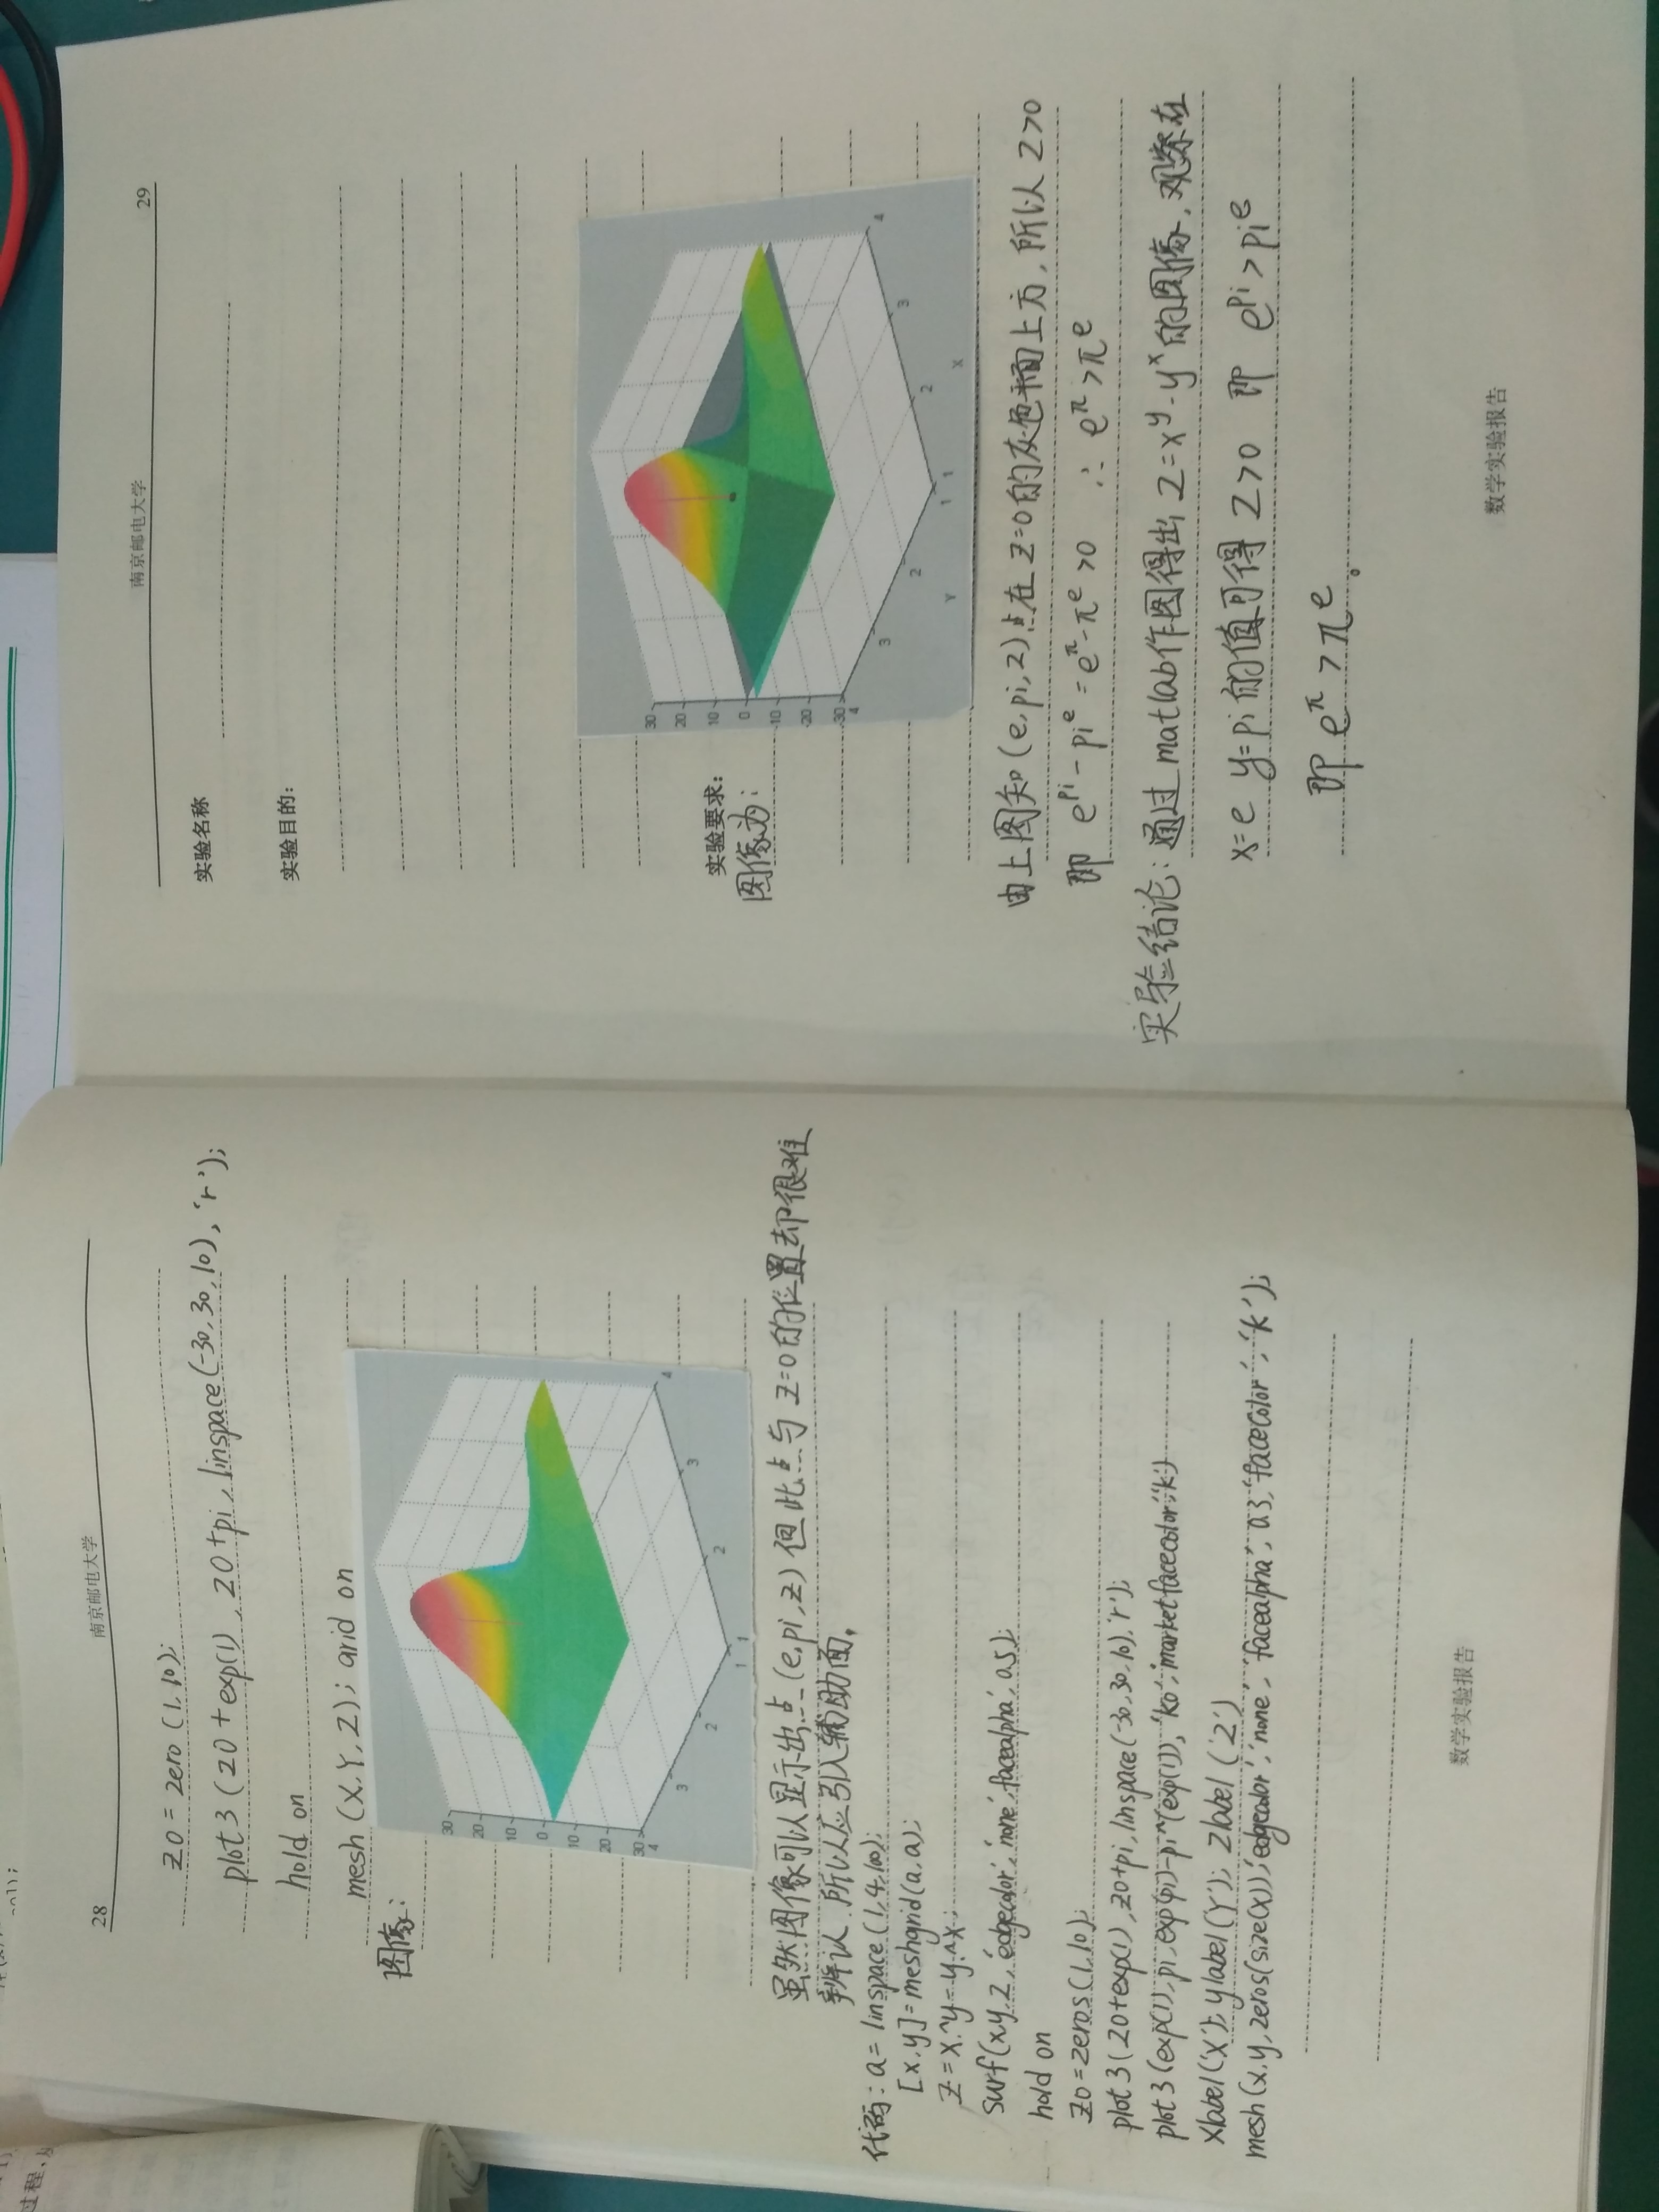 过程,
28
南京邮电大学
z0 = zero (1,10);
plot3 (z0 + exp(1) , z0 + pi , linspace (-30, 30, 10) , 'r');
hold on
mesh (X, Y, Z); arid on
图像:
30
20
10
0
10
20
30
4
3
2
1
1
2
3
4
虽然图像可以显示出点 (e, pi, z) 但此点与 z=0 的位置却很难
辨认. 所以应引入辅助面.
代码: a = linspace (1, 4, 100);
[x,y]=meshgrid(a,a);
z = x.^y - y.^x;
surf(x,y,z, 'edgecolor', 'none', facealpha', 0.5);
hold on
z0 = zeros(1,10);
plot3 (z0+exp(1), z0+pi, linspace(-30,30,10), 'r');
plot3 (exp(1), pi, exp(pi)-pi^(exp(1)), 'ko', 'marketfacecolor', 'k')
xlabel('X'); ylabel('Y'); zlabel ('Z')
mesh (x,y,zeros(size(x)), 'edgecolor', 'none', 'facealpha', 0.3, 'facecolor', 'k');
数学实验报告
南京邮电大学
29
实验名称
实验目的:
实验要求:
图像为:
30
20
10
0
-10
-20
-30
4
3
2
1
1
2
3
4
Y
X
由上图知 (e, pi, z) 点在 z=0 的灰色平面上方, 所以 z>0
即 e^pi - pi^e = e^π - π^e > 0 ∴ e^π > π^e
实验结论: 通过 matlab 作图得出 z = x^y - y^x 的图像, 观察在
x=e y=pi 的值可得 z>0 即 e^pi > pi^e
即 e^π > π^e。
数学实验报告